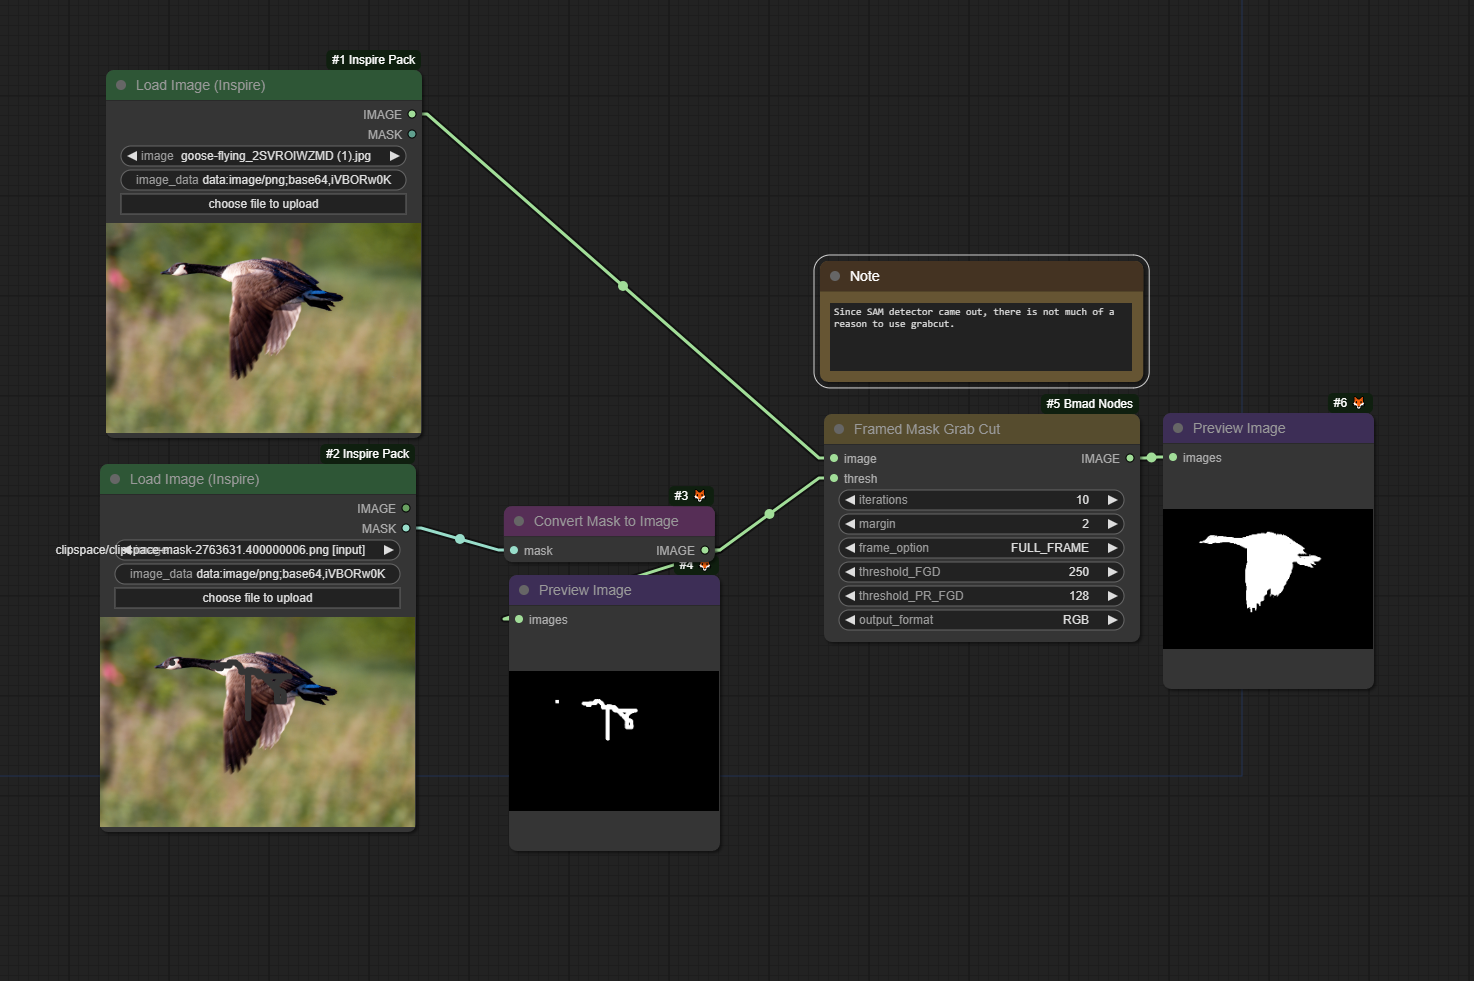 #1 Inspire Pack
Load Image (Inspire)
IMAGE
MASK
image goose-flying_2SVROIWZMD (1).jpg
image_data data:image/png;base64,iVBORw0K
choose file to upload
#2 Inspire Pack
Load Image (Inspire)
IMAGE
MASK
clipspace/clipspace-mask-2763631.400000006.png [input]
image_data data:image/png;base64,iVBORw0K
choose file to upload
#3
Convert Mask to Image
mask IMAGE
#4
Preview Image
images
Note
Since SAM detector came out, there is not much of a
reason to use grabcut.
#5 Bmad Nodes
Framed Mask Grab Cut
image IMAGE
thresh
iterations 10
margin 2
frame_option FULL_FRAME
threshold_FGD 250
threshold_PR_FGD 128
output_format RGB
#6
Preview Image
images